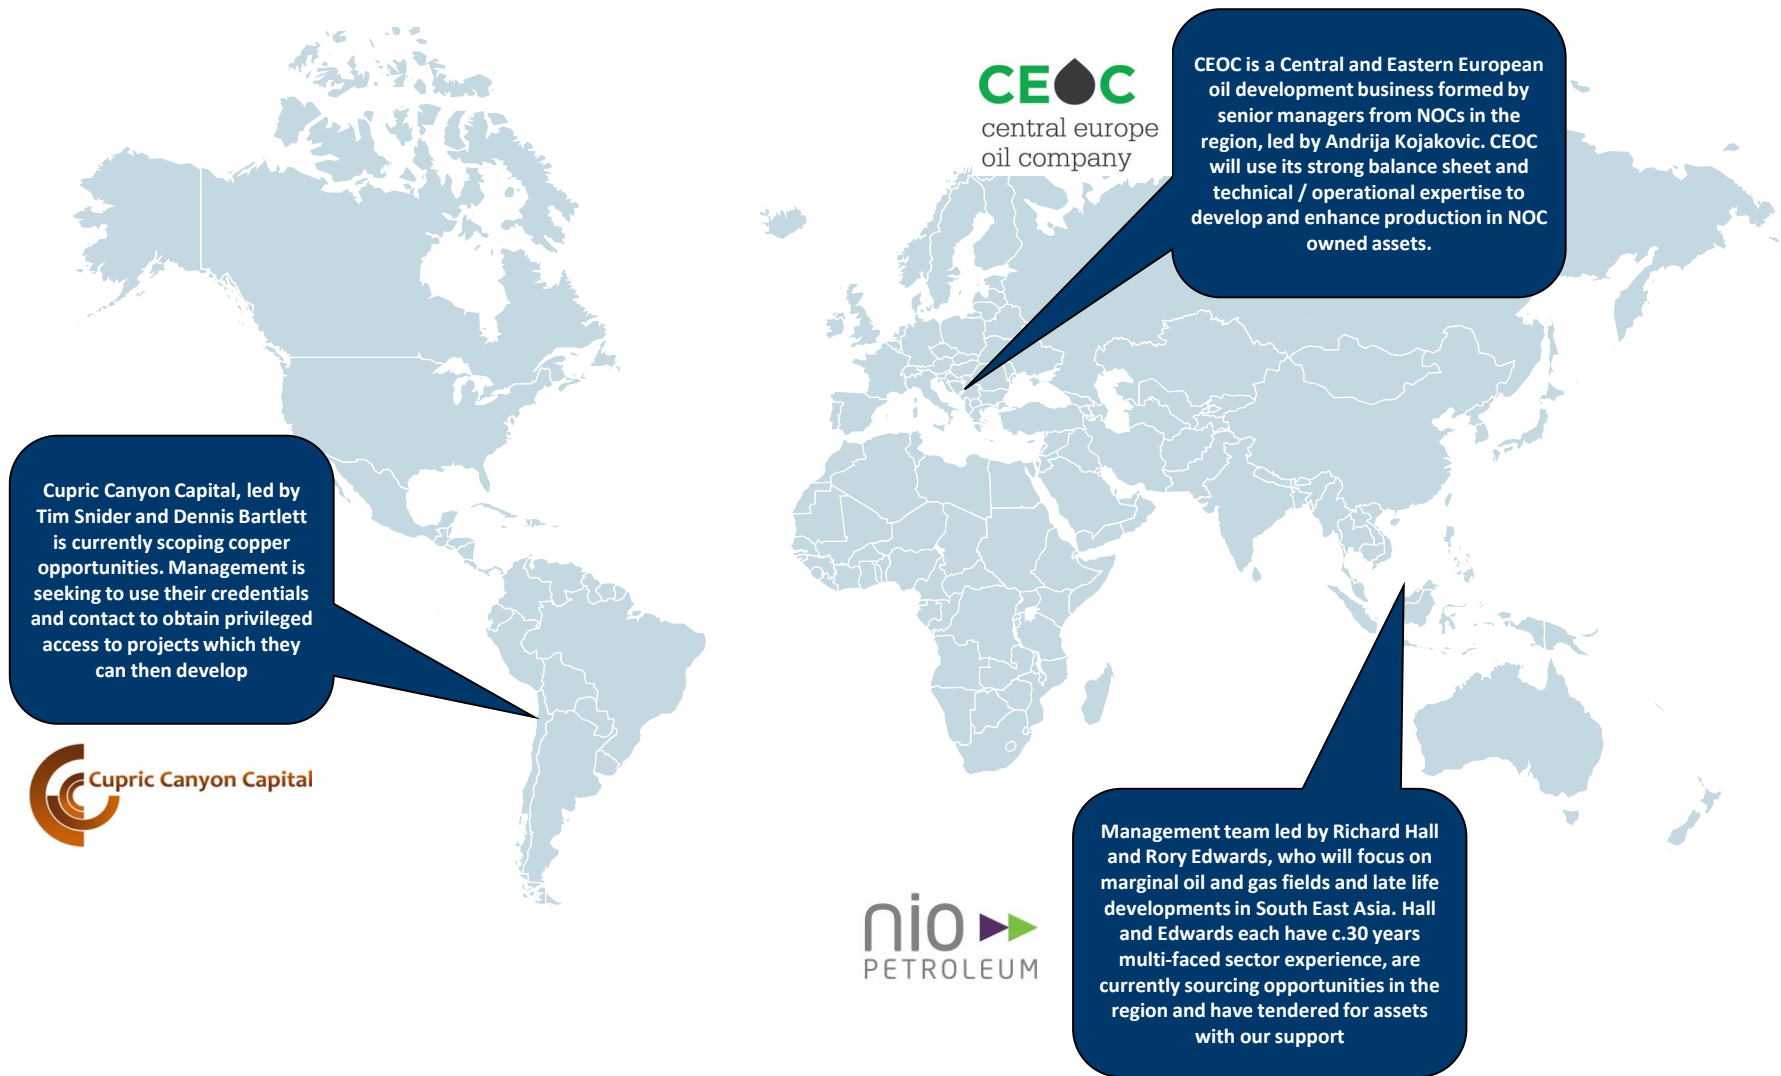 CEOC
central europe
oil company
CEOC is a Central and Eastern European
oil development business formed by
senior managers from NOCs in the
region, led by Andrija Kojakovic. CEOC
will use its strong balance sheet and
technical / operational expertise to
develop and enhance production in NOC
owned assets.
Cupric Canyon Capital, led by
Tim Snider and Dennis Bartlett
is currently scoping copper
opportunities. Management is
seeking to use their credentials
and contact to obtain privileged
access to projects which they
can then develop
Cupric Canyon Capital
nio
PETROLEUM
Management team led by Richard Hall
and Rory Edwards, who will focus on
marginal oil and gas fields and late life
developments in South East Asia. Hall
and Edwards each have c.30 years
multi-faced sector experience, are
currently sourcing opportunities in the
region and have tendered for assets
with our support